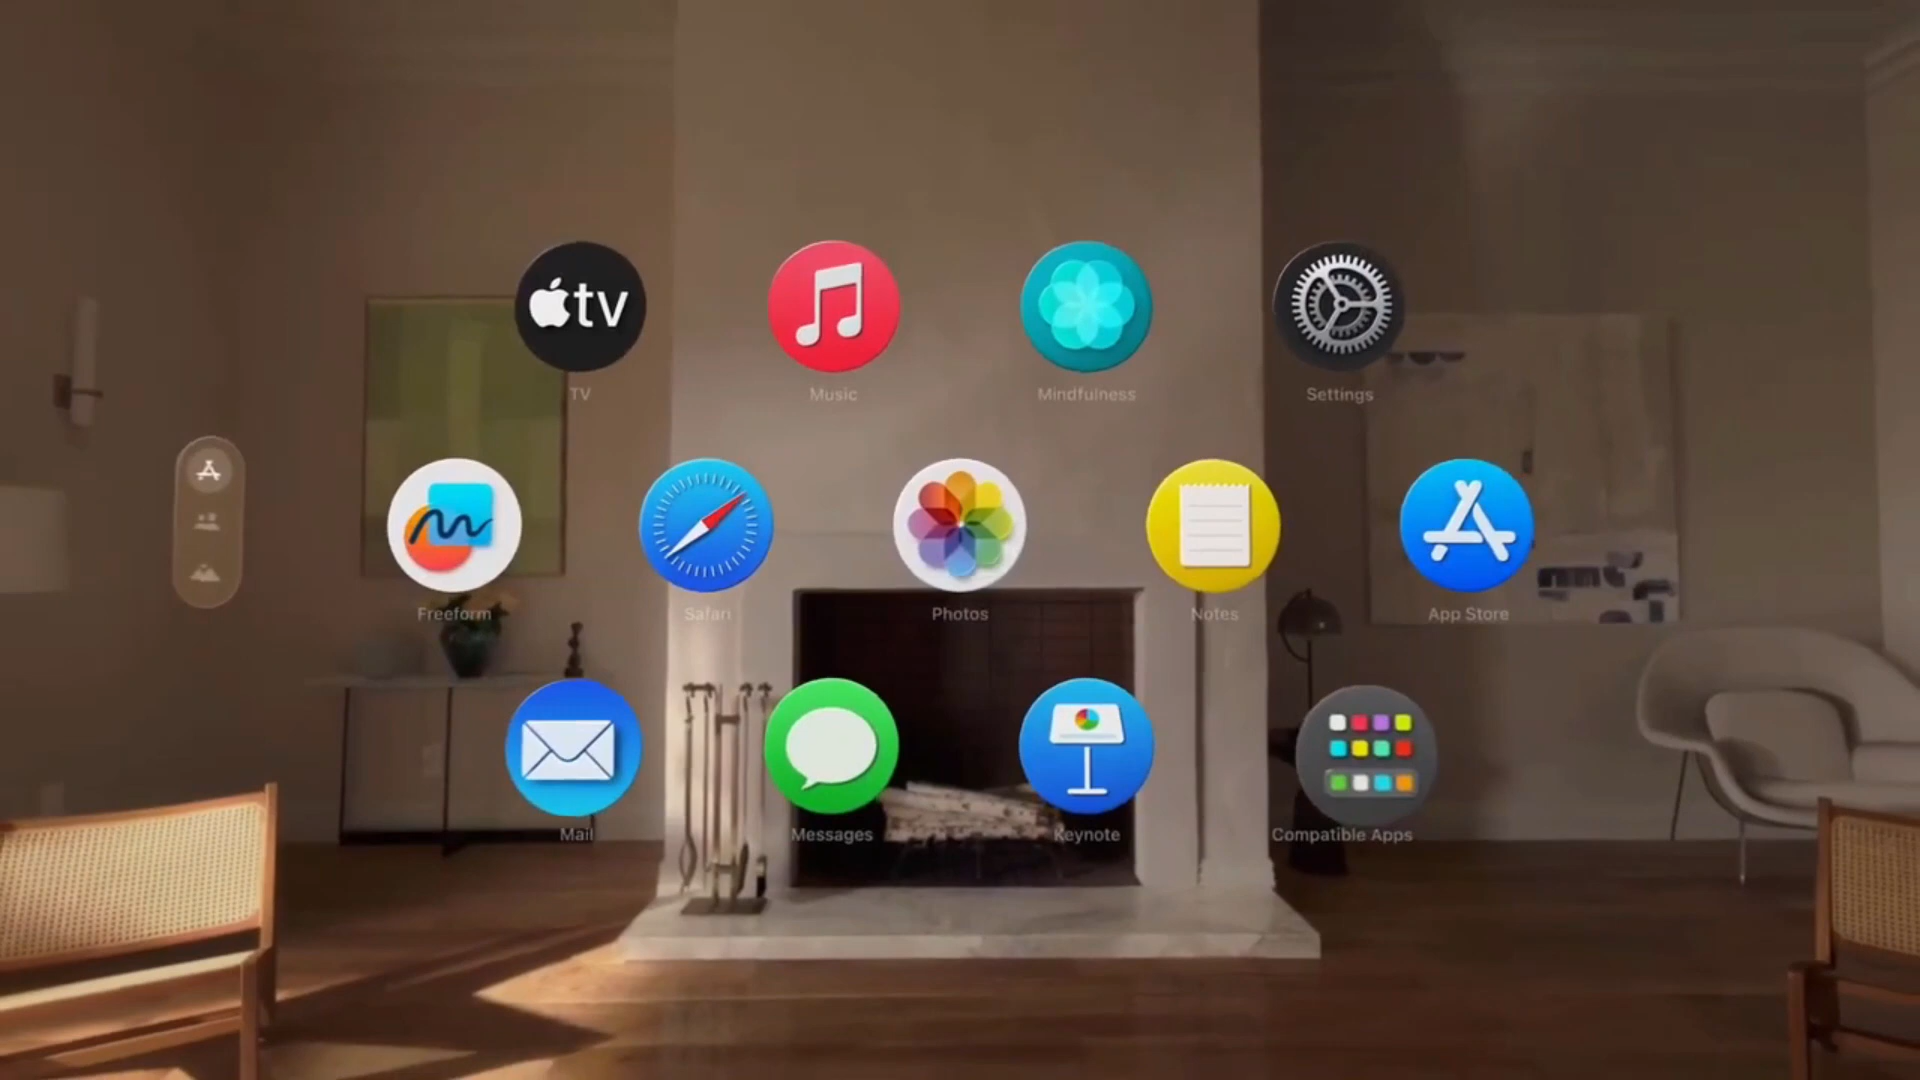 tv
TV
Music
Mindfulness
Settings
Freeform
Safari
Photos
Notes
App Store
Mail
Messages
Keynote
Compatible Apps